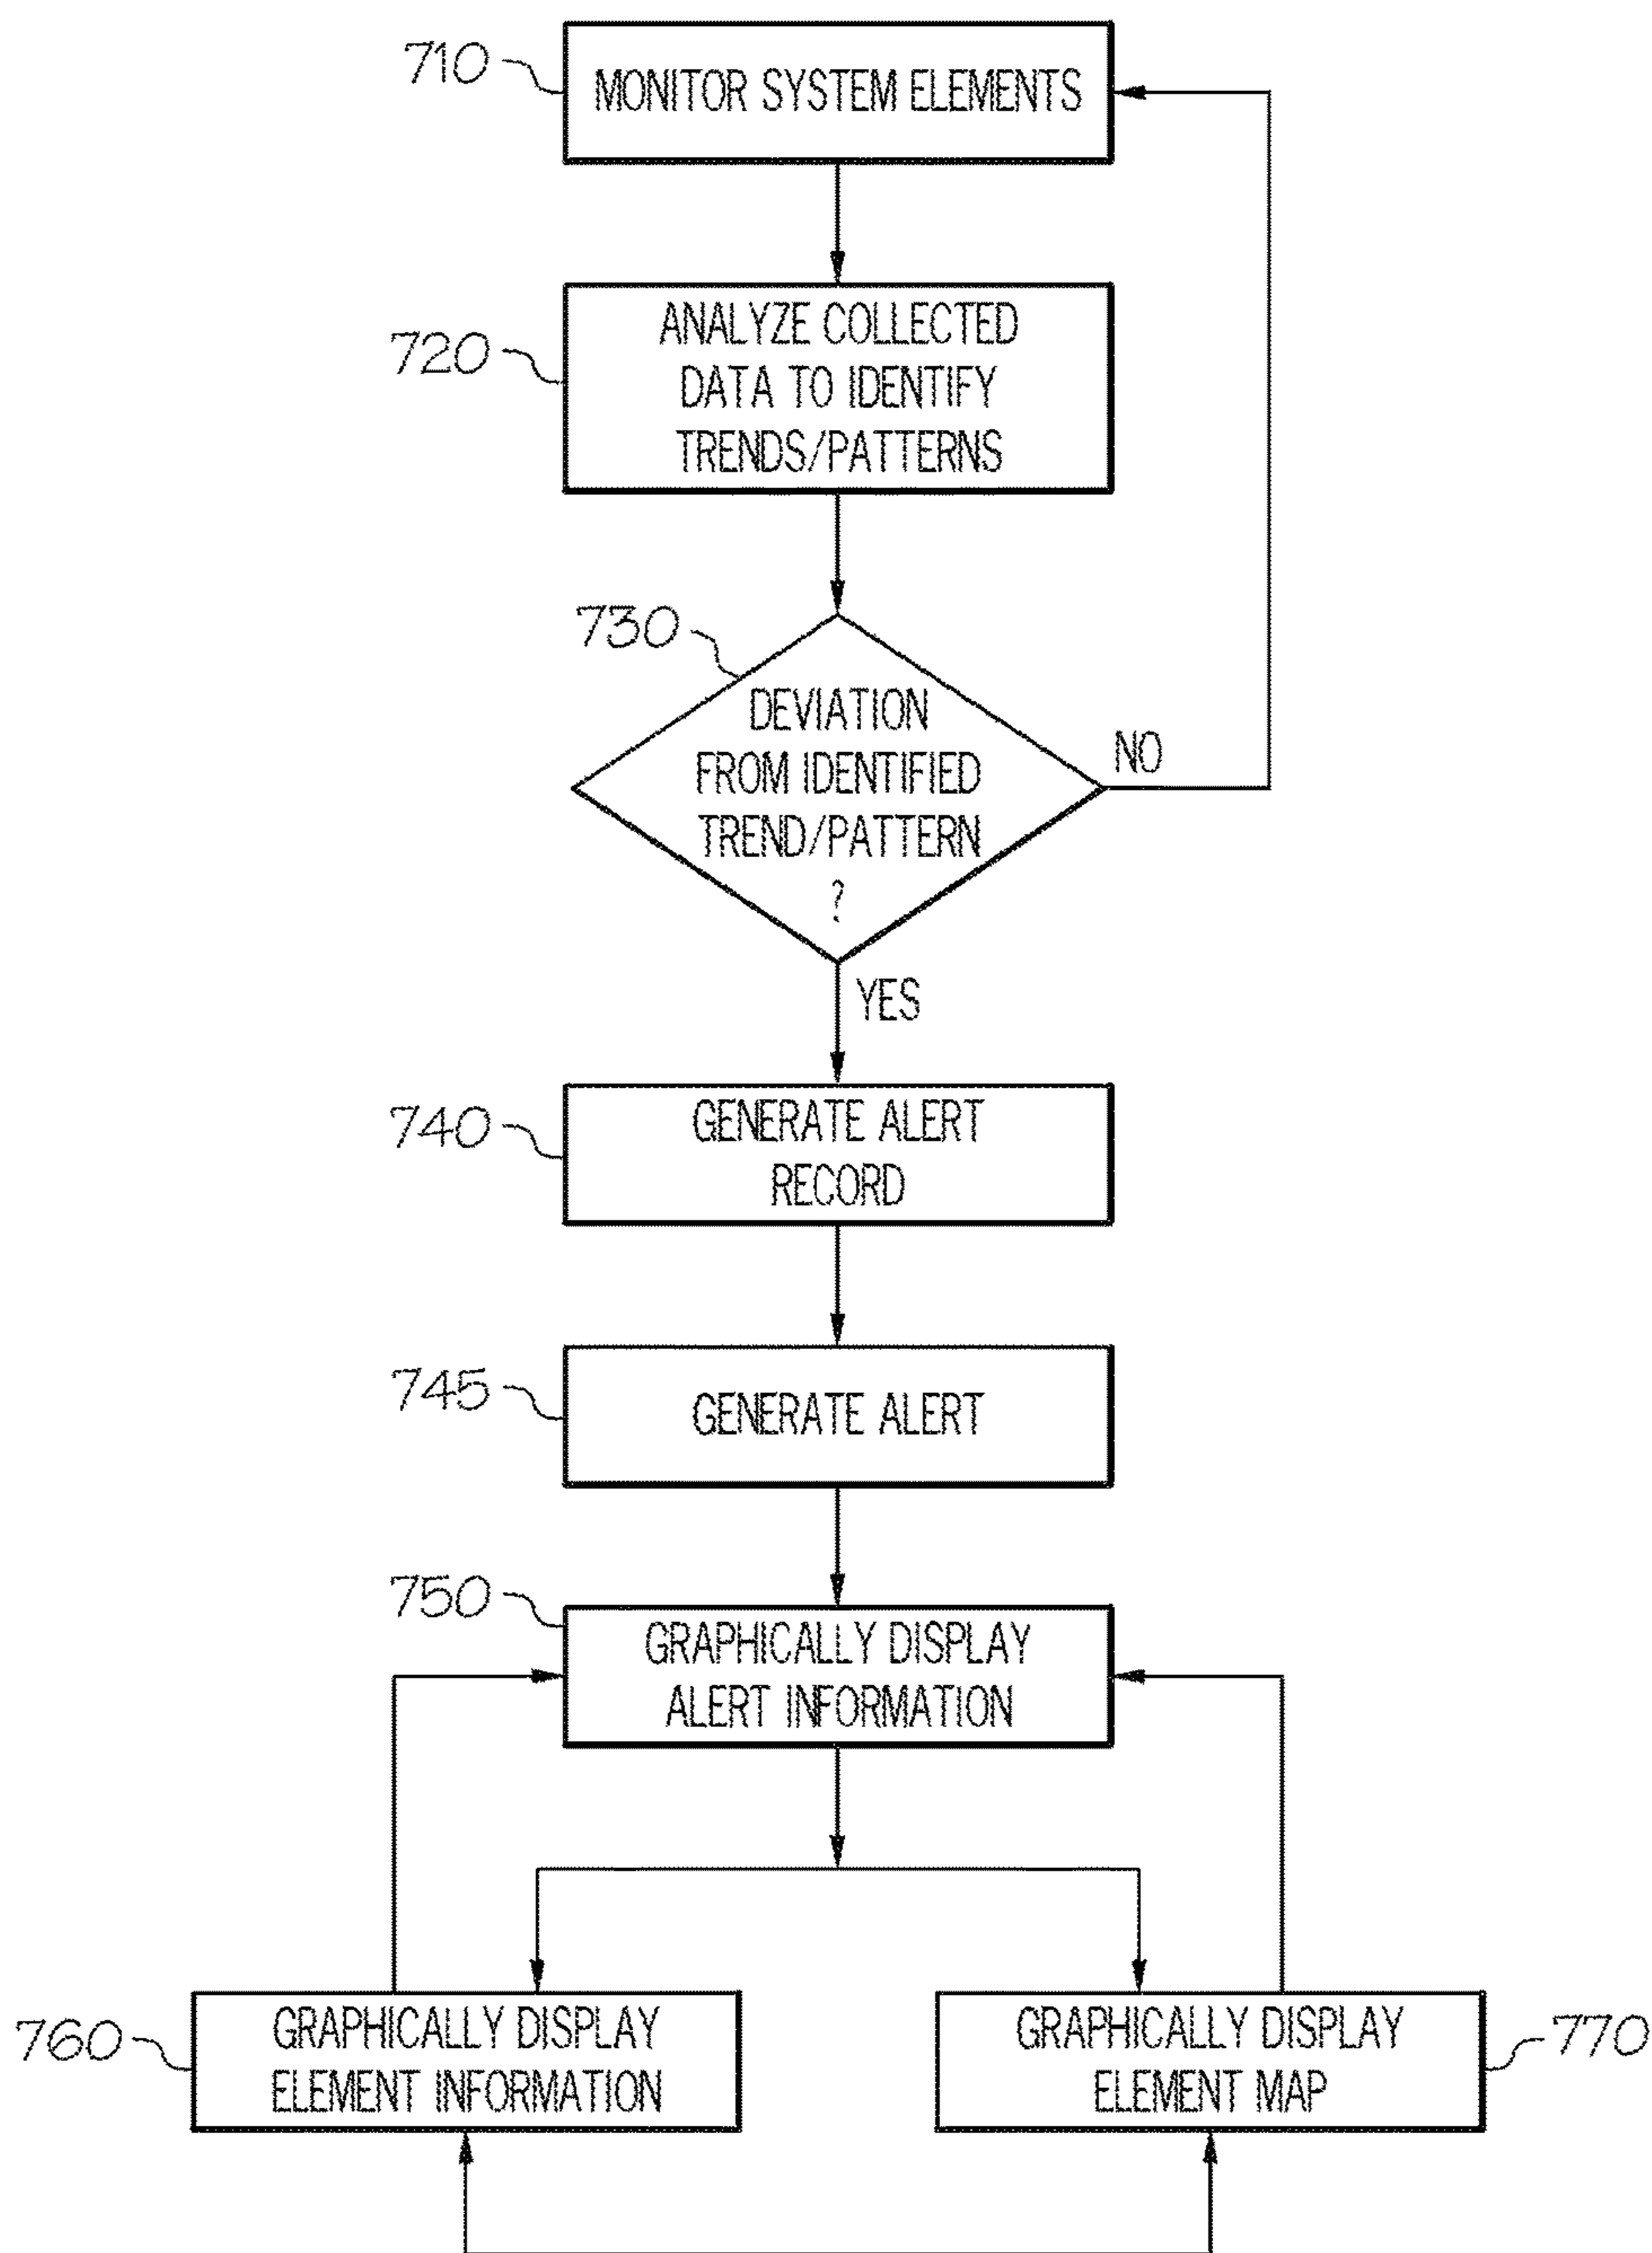 710
MONITOR SYSTEM ELEMENTS
720
ANALYZE COLLECTED
DATA TO IDENTIFY
TRENDS/PATTERNS
730
DEVIATION
FROM IDENTIFIED
TREND/PATTERN
?
NO
YES
740
GENERATE ALERT
RECORD
745
GENERATE ALERT
750
GRAPHICALLY DISPLAY
ALERT INFORMATION
760
GRAPHICALLY DISPLAY
ELEMENT INFORMATION
GRAPHICALLY DISPLAY
ELEMENT MAP
770